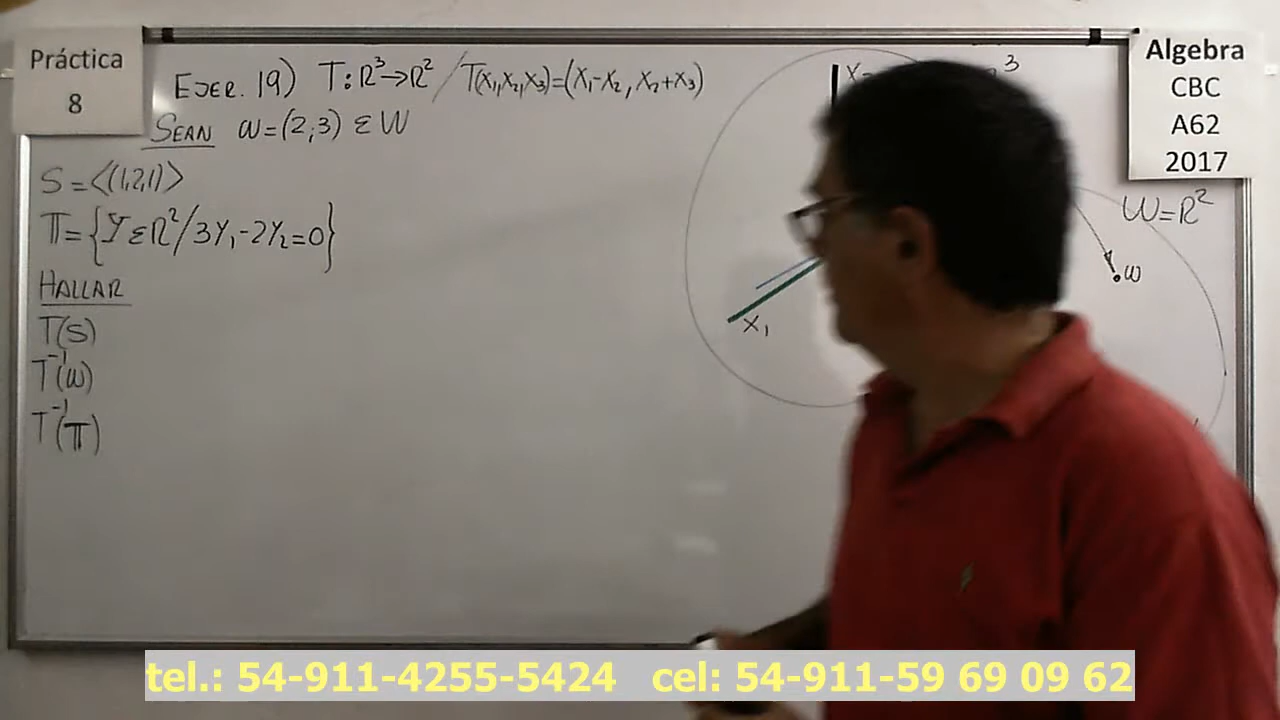 Práctica
8
EJER. 19) T: ℝ³→ℝ² / T(X₁,X₂,X₃)=(X₁-X₂, X₂+X₃)
SEAN ω=(2,3) ε W
S=<(1,2,1)>
T={Y ε ℝ²/3Y₁-2Y₂=0}
HALLAR
T(S)
T⁻¹(ω)
T⁻¹(T)
X₁
3
W=ℝ²
ω
Algebra
CBC
A62
2017
tel.: 54-911-4255-5424 cel: 54-911-59 69 09 62